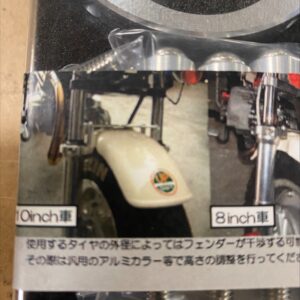 10inch車
8inch車
使用するタイヤの外径によってはフェンダーが干渉する可
その際は汎用のアルミカラー等で高さの調整を行ってくださ